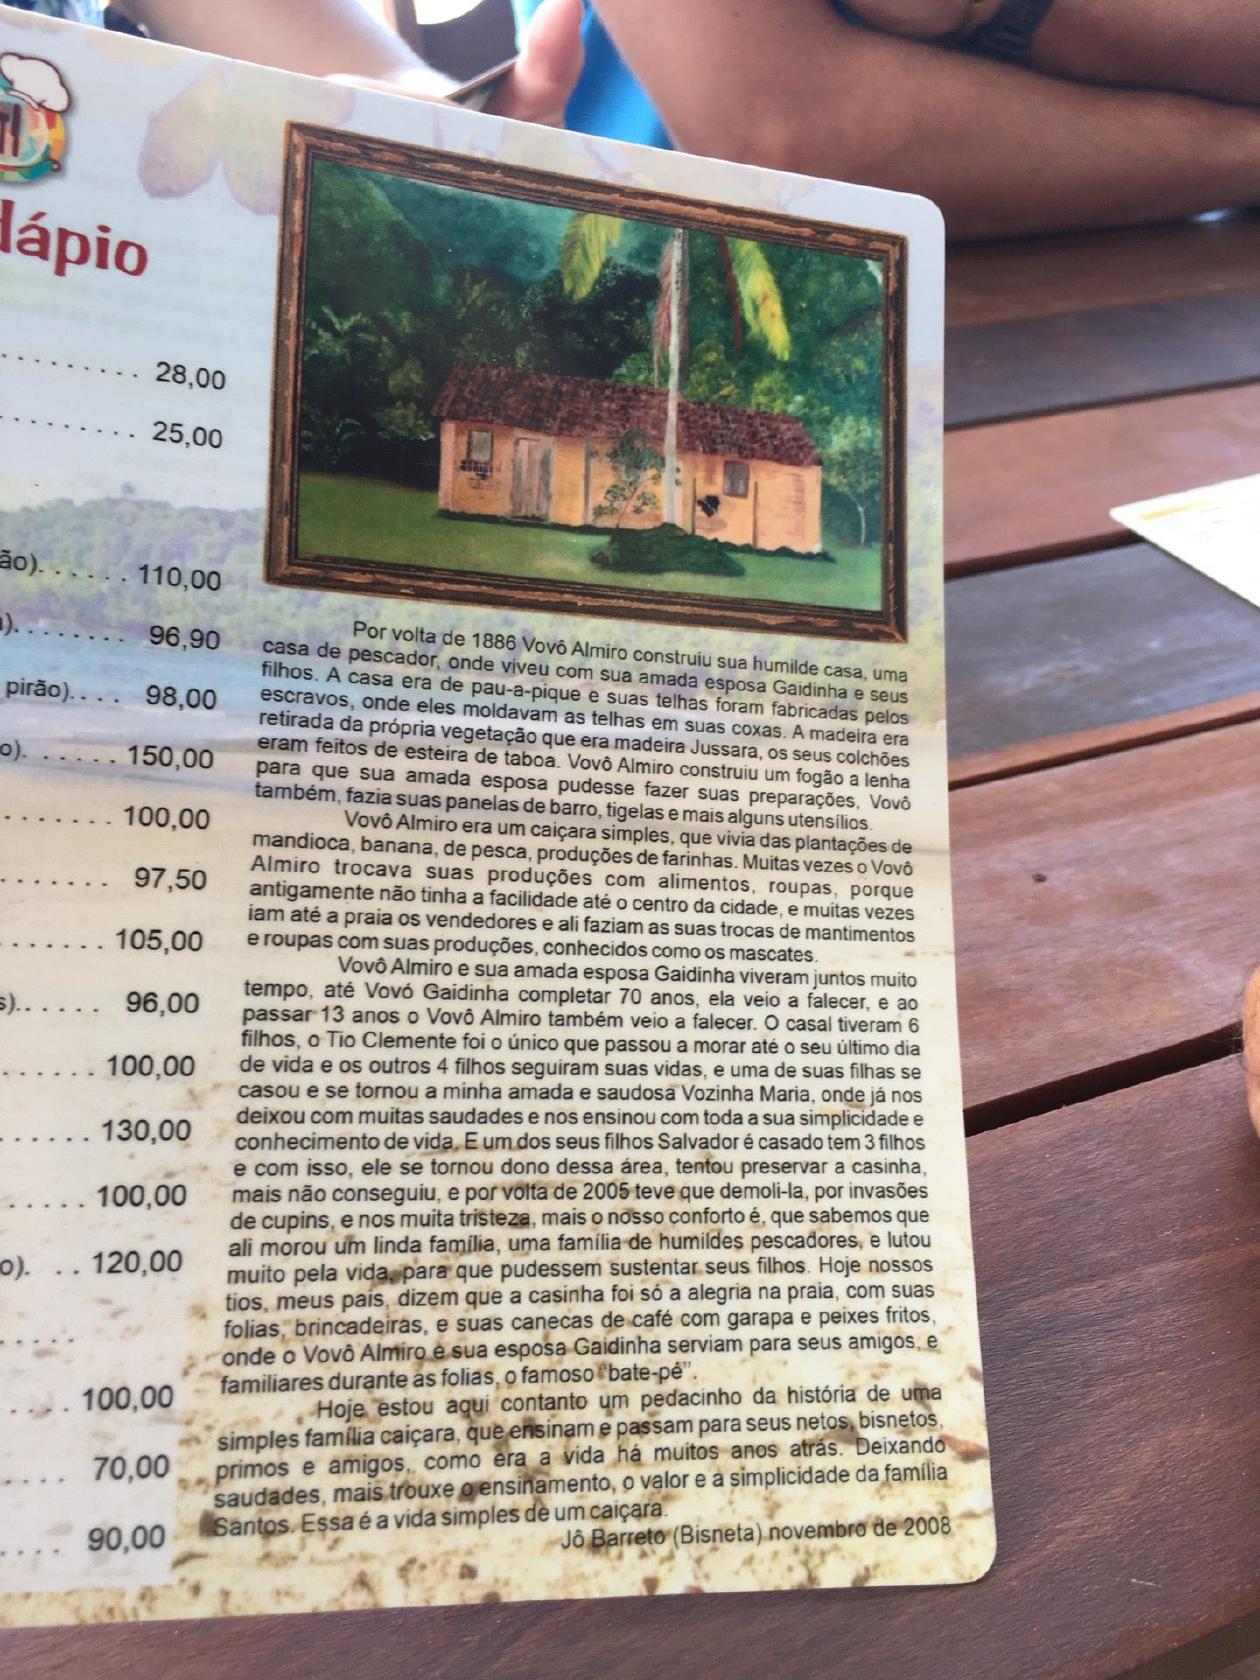 dápio
28,00
25,00
ão). 110,00
). 96,90
pirão). 98,00
o). 150,00
100,00
97,50
105,00
s). 96,00
100,00
130,00
100,00
o). 120,00
100,00
70,00
90,00
Por volta de 1886 Vovô Almiro construiu sua humilde casa, uma
casa de pescador, onde viveu com sua amada esposa Gaidinha e seus
filhos. A casa era de pau-a-pique e suas telhas foram fabricadas pelos
escravos, onde eles moldavam as telhas em suas coxas. A madeira era
retirada da própria vegetação que era madeira Jussara, os seus colchões
eram feitos de esteira de taboa. Vovô Almiro construiu um fogão a lenha
para que sua amada esposa pudesse fazer suas preparações, Vovô
também, fazia suas panelas de barro, tigelas e mais alguns utensílios.
Vovô Almiro era um caiçara simples, que vivia das plantações de
mandioca, banana, de pesca, produções de farinhas. Muitas vezes o Vovô
Almiro trocava suas produções com alimentos, roupas, porque
antigamente não tinha a facilidade até o centro da cidade, e muitas vezes
iam até a praia os vendedores e ali faziam as suas trocas de mantimentos
e roupas com suas produções, conhecidos como os mascates.
Vovô Almiro e sua amada esposa Gaidinha viveram juntos muito
tempo, até Vovó Gaidinha completar 70 anos, ela veio a falecer, e ao
passar 13 anos o Vovô Almiro também veio a falecer. O casal tiveram 6
filhos, o Tio Clemente foi o único que passou a morar até o seu último dia
de vida e os outros 4 filhos seguiram suas vidas, e uma de suas filhas se
casou e se tornou a minha amada e saudosa Vozinha Maria, onde já nos
deixou com muitas saudades e nos ensinou com toda a sua simplicidade e
conhecimento de vida. E um dos seus filhos Salvador é casado tem 3 filhos
e com isso, ele se tornou dono dessa área, tentou preservar a casinha,
mais não conseguiu, e por volta de 2005 teve que demoli-la, por invasões
de cupins, e nos muita tristeza, mais o nosso conforto é, que sabemos que
ali morou um linda família, uma família de humildes pescadores, e lutou
muito pela vida, para que pudessem sustentar seus filhos. Hoje nossos
tios, meus pais, dizem que a casinha foi só a alegria na praia, com suas
folias, brincadeiras, e suas canecas de café com garapa e peixes fritos,
onde o Vovô Almiro e sua esposa Gaidinha serviam para seus amigos, e
familiares durante as folias, o famoso "bate-pé".
Hoje estou aqui contanto um pedacinho da história de uma
simples família caiçara, que ensinam e passam para seus netos, bisnetos,
primos e amigos, como era a vida há muitos anos atrás. Deixando
saudades, mais trouxe o ensinamento, o valor e a simplicidade da família
Santos. Essa é a vida simples de um caiçara.
Jô Barreto (Bisneta) novembro de 2008